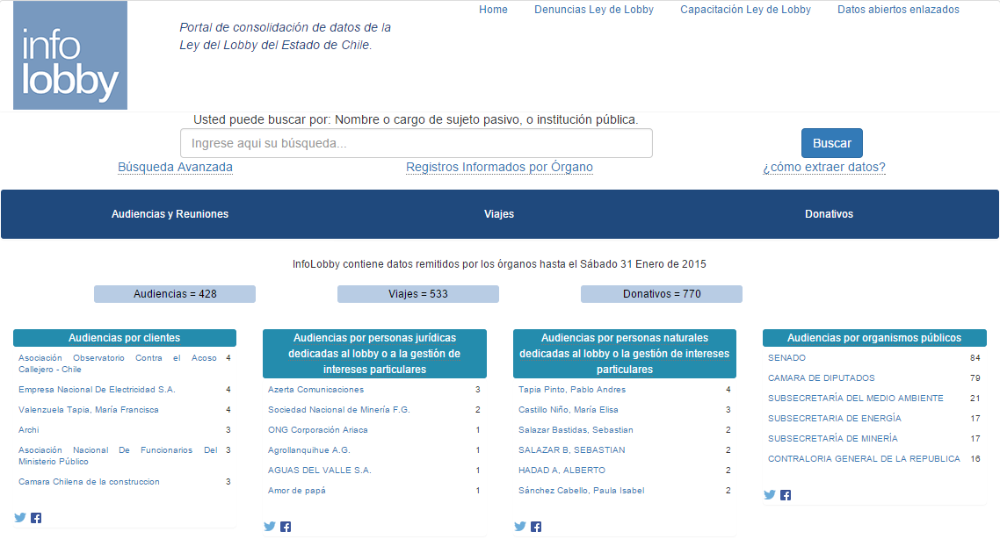 info
lobby
Portal de consolidación de datos de la
Ley del Lobby del Estado de Chile.
Home
Denuncias Ley de Lobby
Capacitación Ley de Lobby
Datos abiertos enlazados
Usted puede buscar por: Nombre o cargo de sujeto pasivo, o institución pública.
Ingrese aqui su búsqueda...
Buscar
Búsqueda Avanzada
Registros Informados por Órgano
¿cómo extraer datos?
Audiencias y Reuniones
Viajes
Donativos
InfoLobby contiene datos remitidos por los órganos hasta el Sábado 31 Enero de 2015
Audiencias = 428
Viajes = 533
Donativos = 770
Audiencias por clientes
Asociación Observatorio Contra el Acoso 4
Callejero - Chile
Empresa Nacional De Electricidad S.A. 4
Valenzuela Tapia, María Francisca 4
Archi 3
Asociación Nacional De Funcionarios Del 3
Ministerio Público
Camara Chilena de la construccion 3
Audiencias por personas jurídicas
dedicadas al lobby o a la gestión de
intereses particulares
Azerta Comunicaciones 3
Sociedad Nacional de Minería F.G. 2
ONG Corporación Ariaca 1
Agrollanquihue A.G. 1
AGUAS DEL VALLE S.A. 1
Amor de papá 1
Audiencias por personas naturales
dedicadas al lobby o la gestión de intereses
particulares
Tapia Pinto, Pablo Andres 4
Castillo Niño, María Elisa 3
Salazar Bastidas, Sebastian 2
SALAZAR B, SEBASTIAN 2
HADAD A, ALBERTO 2
Sánchez Cabello, Paula Isabel 2
Audiencias por organismos públicos
SENADO 84
CAMARA DE DIPUTADOS 79
SUBSECRETARÍA DEL MEDIO AMBIENTE 21
SUBSECRETARIA DE ENERGÍA 17
SUBSECRETARÍA DE MINERÍA 17
CONTRALORIA GENERAL DE LA REPUBLICA 16